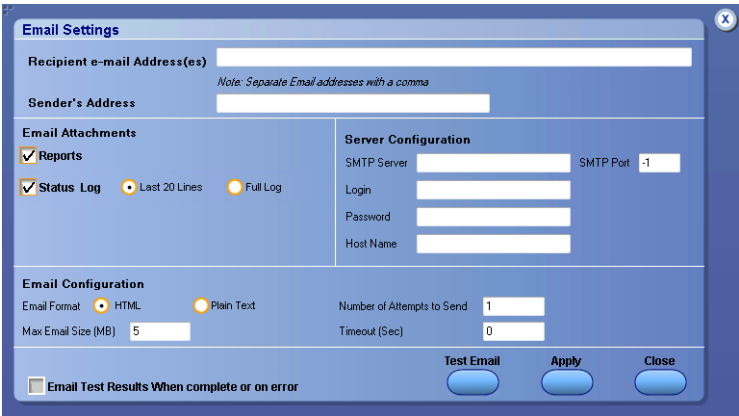 Email Settings
X
Recipient e-mail Address(es)
Note: Separate Email addresses with a comma
Sender's Address
Email Attachments
Reports
Status Log Last 20 Lines Full Log
Server Configuration
SMTP Server SMTP Port -1
Login
Password
Host Name
Email Configuration
Email Format HTML Plain Text
Max Email Size (MB) 5
Number of Attempts to Send 1
Timeout (Sec) 0
Test Email Apply Close
Email Test Results When complete or on error